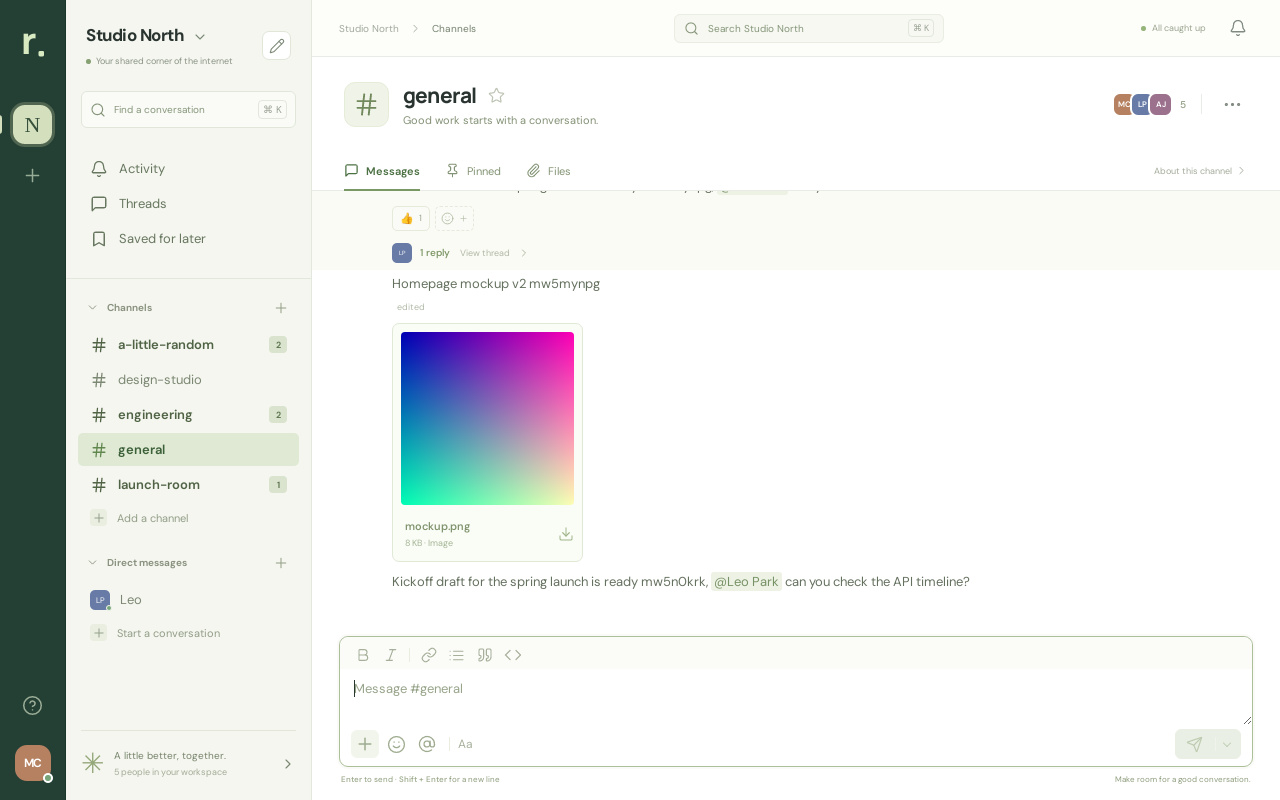 r.
Studio North
Your shared corner of the internet
Find a conversation
⌘ K
N
Activity
Threads
Saved for later
Channels
a-little-random
2
design-studio
engineering
2
general
launch-room
1
Add a channel
Direct messages
LP
Leo
Start a conversation
A little better, together.
5 people in your workspace
MC
Studio North
Channels
Search Studio North
⌘ K
All caught up
general
Good work starts with a conversation.
MC
LP
AJ
5
Messages
Pinned
Files
About this channel
1
+
LP
1 reply
View thread
Homepage mockup v2 mw5mynpg
edited
mockup.png
8 KB · Image
Kickoff draft for the spring launch is ready mw5n0krk, @Leo Park can you check the API timeline?
Message #general
Aa
Enter to send · Shift + Enter for a new line
Make room for a good conversation.